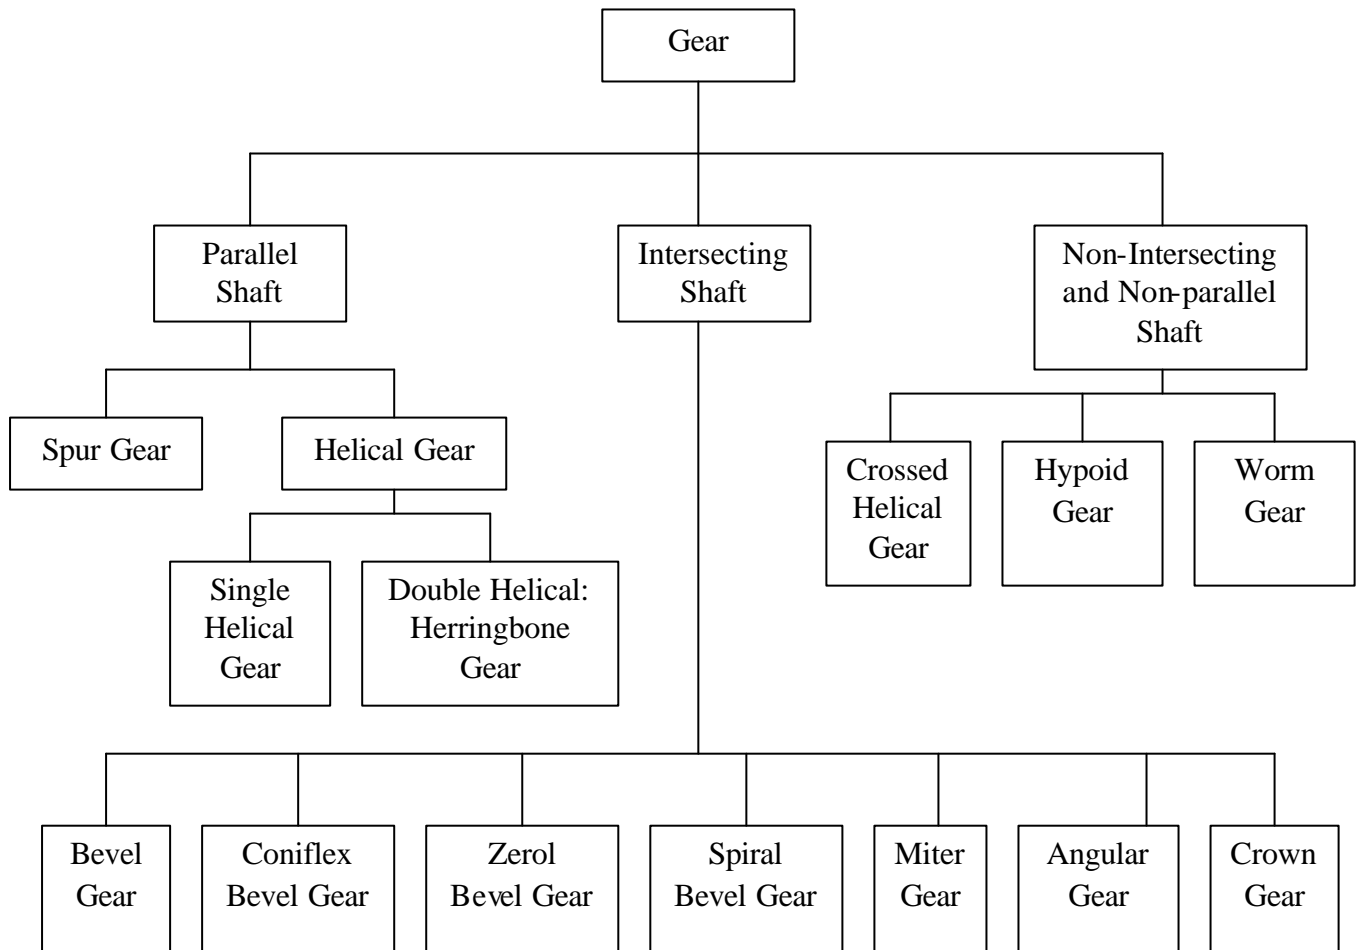 Gear
Parallel
Shaft
Intersecting
Shaft
Non-Intersecting
and Non-parallel
Shaft
Spur Gear
Helical Gear
Crossed
Helical
Gear
Hypoid
Gear
Worm
Gear
Single
Helical
Gear
Double Helical:
Herringbone
Gear
Bevel
Gear
Coniflex
Bevel Gear
Zerol
Bevel Gear
Spiral
Bevel Gear
Miter
Gear
Angular
Gear
Crown
Gear